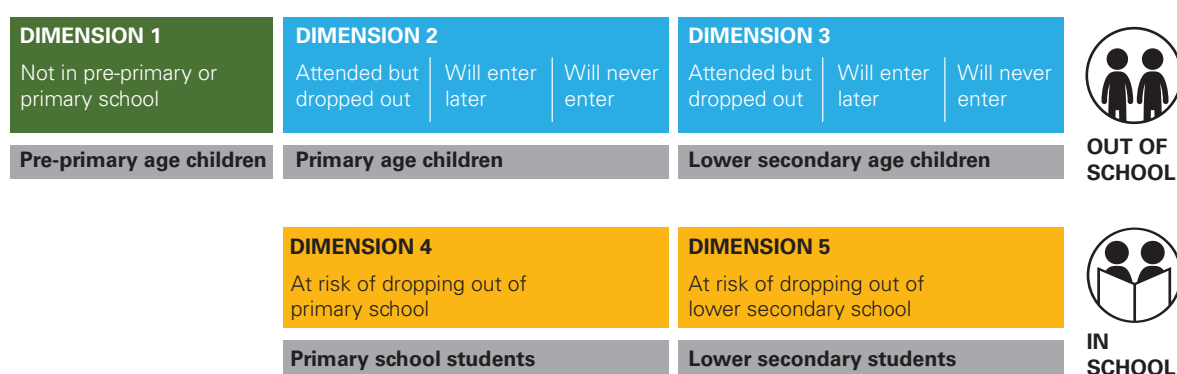 DIMENSION 1
Not in pre-primary or
primary school
DIMENSION 2
Attended but
dropped out
Will enter
later
Will never
enter
DIMENSION 3
Attended but
dropped out
Will enter
later
Will never
enter
Pre-primary age children
Primary age children
Lower secondary age children
OUT OF
SCHOOL
DIMENSION 4
At risk of dropping out of
primary school
DIMENSION 5
At risk of dropping out of
lower secondary school
Primary school students
Lower secondary students
IN
SCHOOL